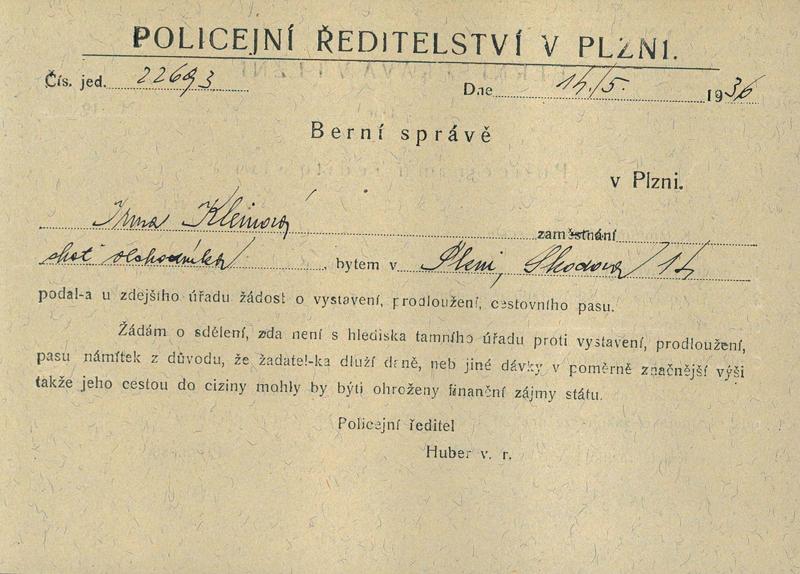 POLICEJNÍ ŘEDITELSTVÍ V PLZNI.
Čís. jed. 22693 Dne 14./5. 1936
Berní správě
v Plzni.
Irma Kleinová zaměstnání
choť obchodníka, bytem v Plzni, Škodova 14
podal-a u zdejšího úřadu žádost o vystavení, prodloužení, cestovního pasu.
Žádám o sdělení, zda není s hlediska tamního úřadu proti vystavení, prodloužení,
pasu námitek z důvodu, že žadatel-ka dluží daně, neb jiné dávky v poměrně značnější výši
takže jeho cestou do ciziny mohly by býti ohroženy finanční zájmy státu.
Policejní ředitel
Huber v. r.